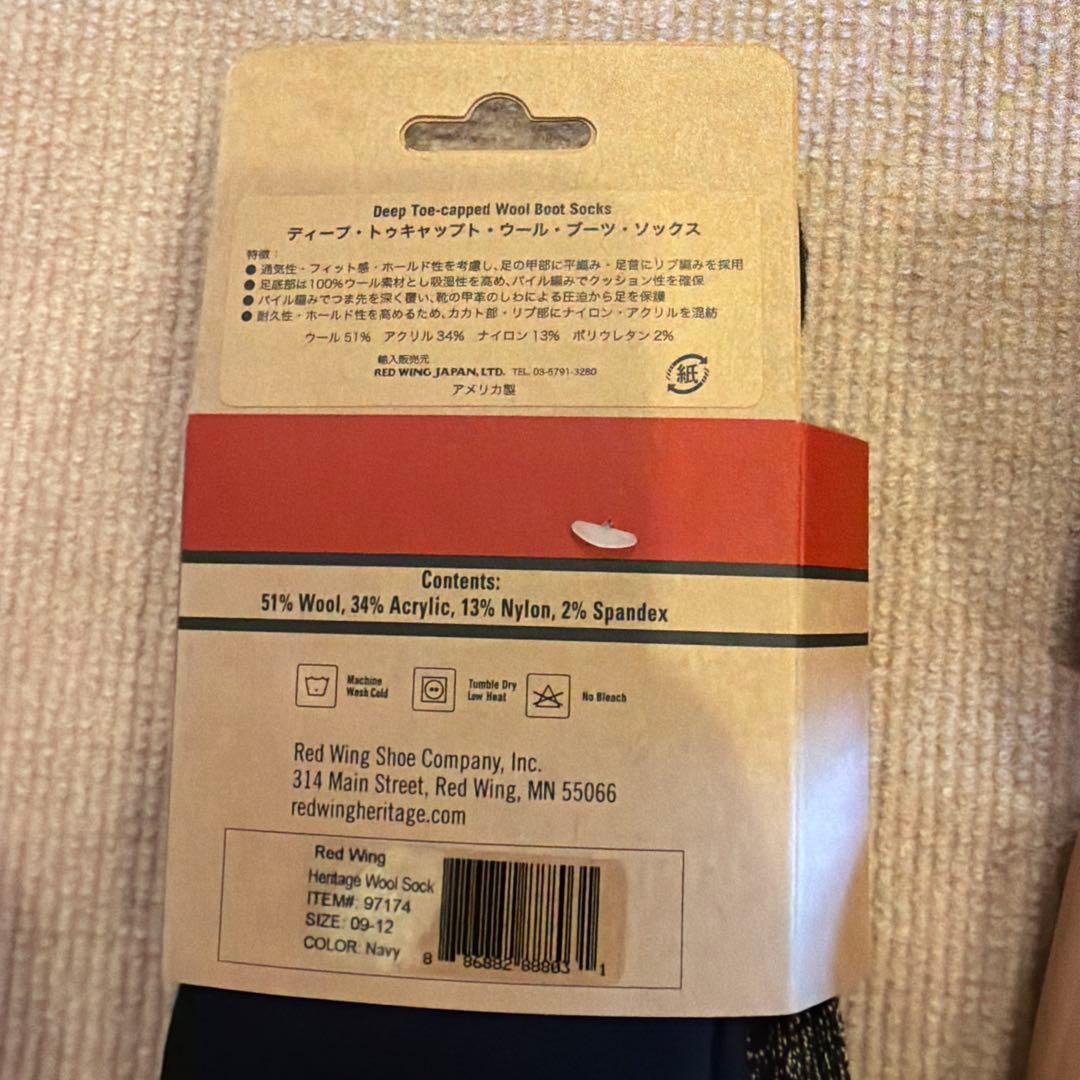 Deep Toe-capped Wool Boot Socks
ディープ・トゥキャップト・ウール・ブーツ・ソックス
特徴：
● 通気性・フィット感・ホールド性を考慮し、足の甲部に平編み・足首にリブ編みを採用
● 足底部は100%ウール素材とし吸湿性を高め、パイル編みでクッション性を確保
● パイル編みでつま先を深く覆い、靴の甲革のしわによる圧迫から足を保護
● 耐久性・ホールド性を高めるため、カカト部・リブ部にナイロン・アクリルを混紡
ウール 51% アクリル 34% ナイロン 13% ポリウレタン 2%
輸入販売元
RED WING JAPAN, LTD. TEL. 03-5791-3280
アメリカ製
紙
Contents:
51% Wool, 34% Acrylic, 13% Nylon, 2% Spandex
Machine Wash Cold
Tumble Dry Low Heat
No Bleach
Red Wing Shoe Company, Inc.
314 Main Street, Red Wing, MN 55066
redwingheritage.com
Red Wing
Heritage Wool Sock
ITEM#: 97174
SIZE: 09-12
COLOR: Navy
8 86882 88803 1